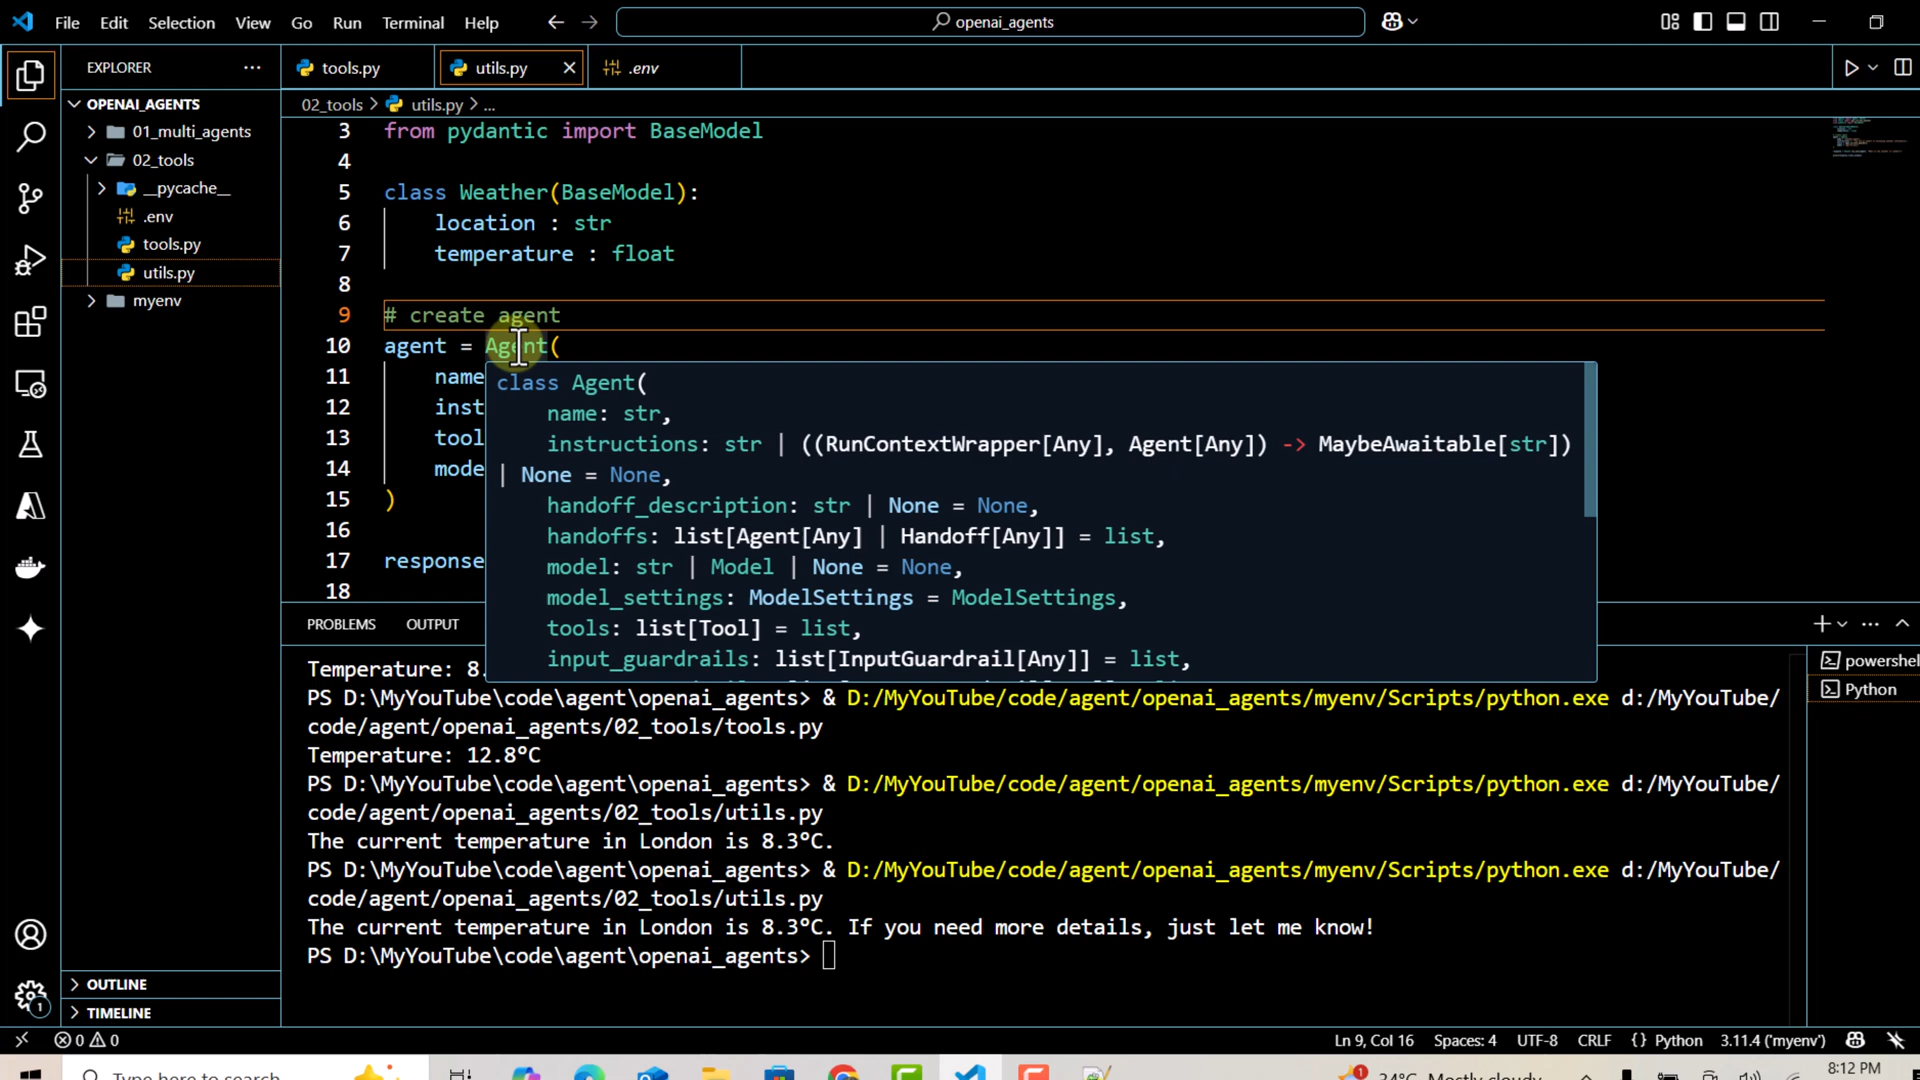 File Edit Selection View Go Run Terminal Help
openai_agents
EXPLORER
OPENAI_AGENTS
01_multi_agents
02_tools
__pycache__
.env
tools.py
utils.py
myenv
OUTLINE
TIMELINE
tools.py utils.py .env
02_tools > utils.py > ...
3 from pydantic import BaseModel
4
5 class Weather(BaseModel):
6 location : str
7 temperature : float
8
9 # create agent
10 agent = Agent(
11 name
12 inst
13 tool
14 mode
15 )
16
17 response
18
class Agent(
name: str,
instructions: str | ((RunContextWrapper[Any], Agent[Any]) -> MaybeAwaitable[str])
| None = None,
handoff_description: str | None = None,
handoffs: list[Agent[Any] | Handoff[Any]] = list,
model: str | Model | None = None,
model_settings: ModelSettings = ModelSettings,
tools: list[Tool] = list,
input_guardrails: list[InputGuardrail[Any]] = list,
PROBLEMS OUTPUT
powershel
Python
Temperature: 8.
PS D:\MyYouTube\code\agent\openai_agents> & D:/MyYouTube/code/agent/openai_agents/myenv/Scripts/python.exe d:/MyYouTube/
code/agent/openai_agents/02_tools/tools.py
Temperature: 12.8°C
PS D:\MyYouTube\code\agent\openai_agents> & D:/MyYouTube/code/agent/openai_agents/myenv/Scripts/python.exe d:/MyYouTube/
code/agent/openai_agents/02_tools/utils.py
The current temperature in London is 8.3°C.
PS D:\MyYouTube\code\agent\openai_agents> & D:/MyYouTube/code/agent/openai_agents/myenv/Scripts/python.exe d:/MyYouTube/
code/agent/openai_agents/02_tools/utils.py
The current temperature in London is 8.3°C. If you need more details, just let me know!
PS D:\MyYouTube\code\agent\openai_agents>
1
0 0 Ln 9, Col 16 Spaces: 4 UTF-8 CRLF {} Python 3.11.4 ('myenv')
Type here to search 1 34°C Mostly cloudy 8:12 PM